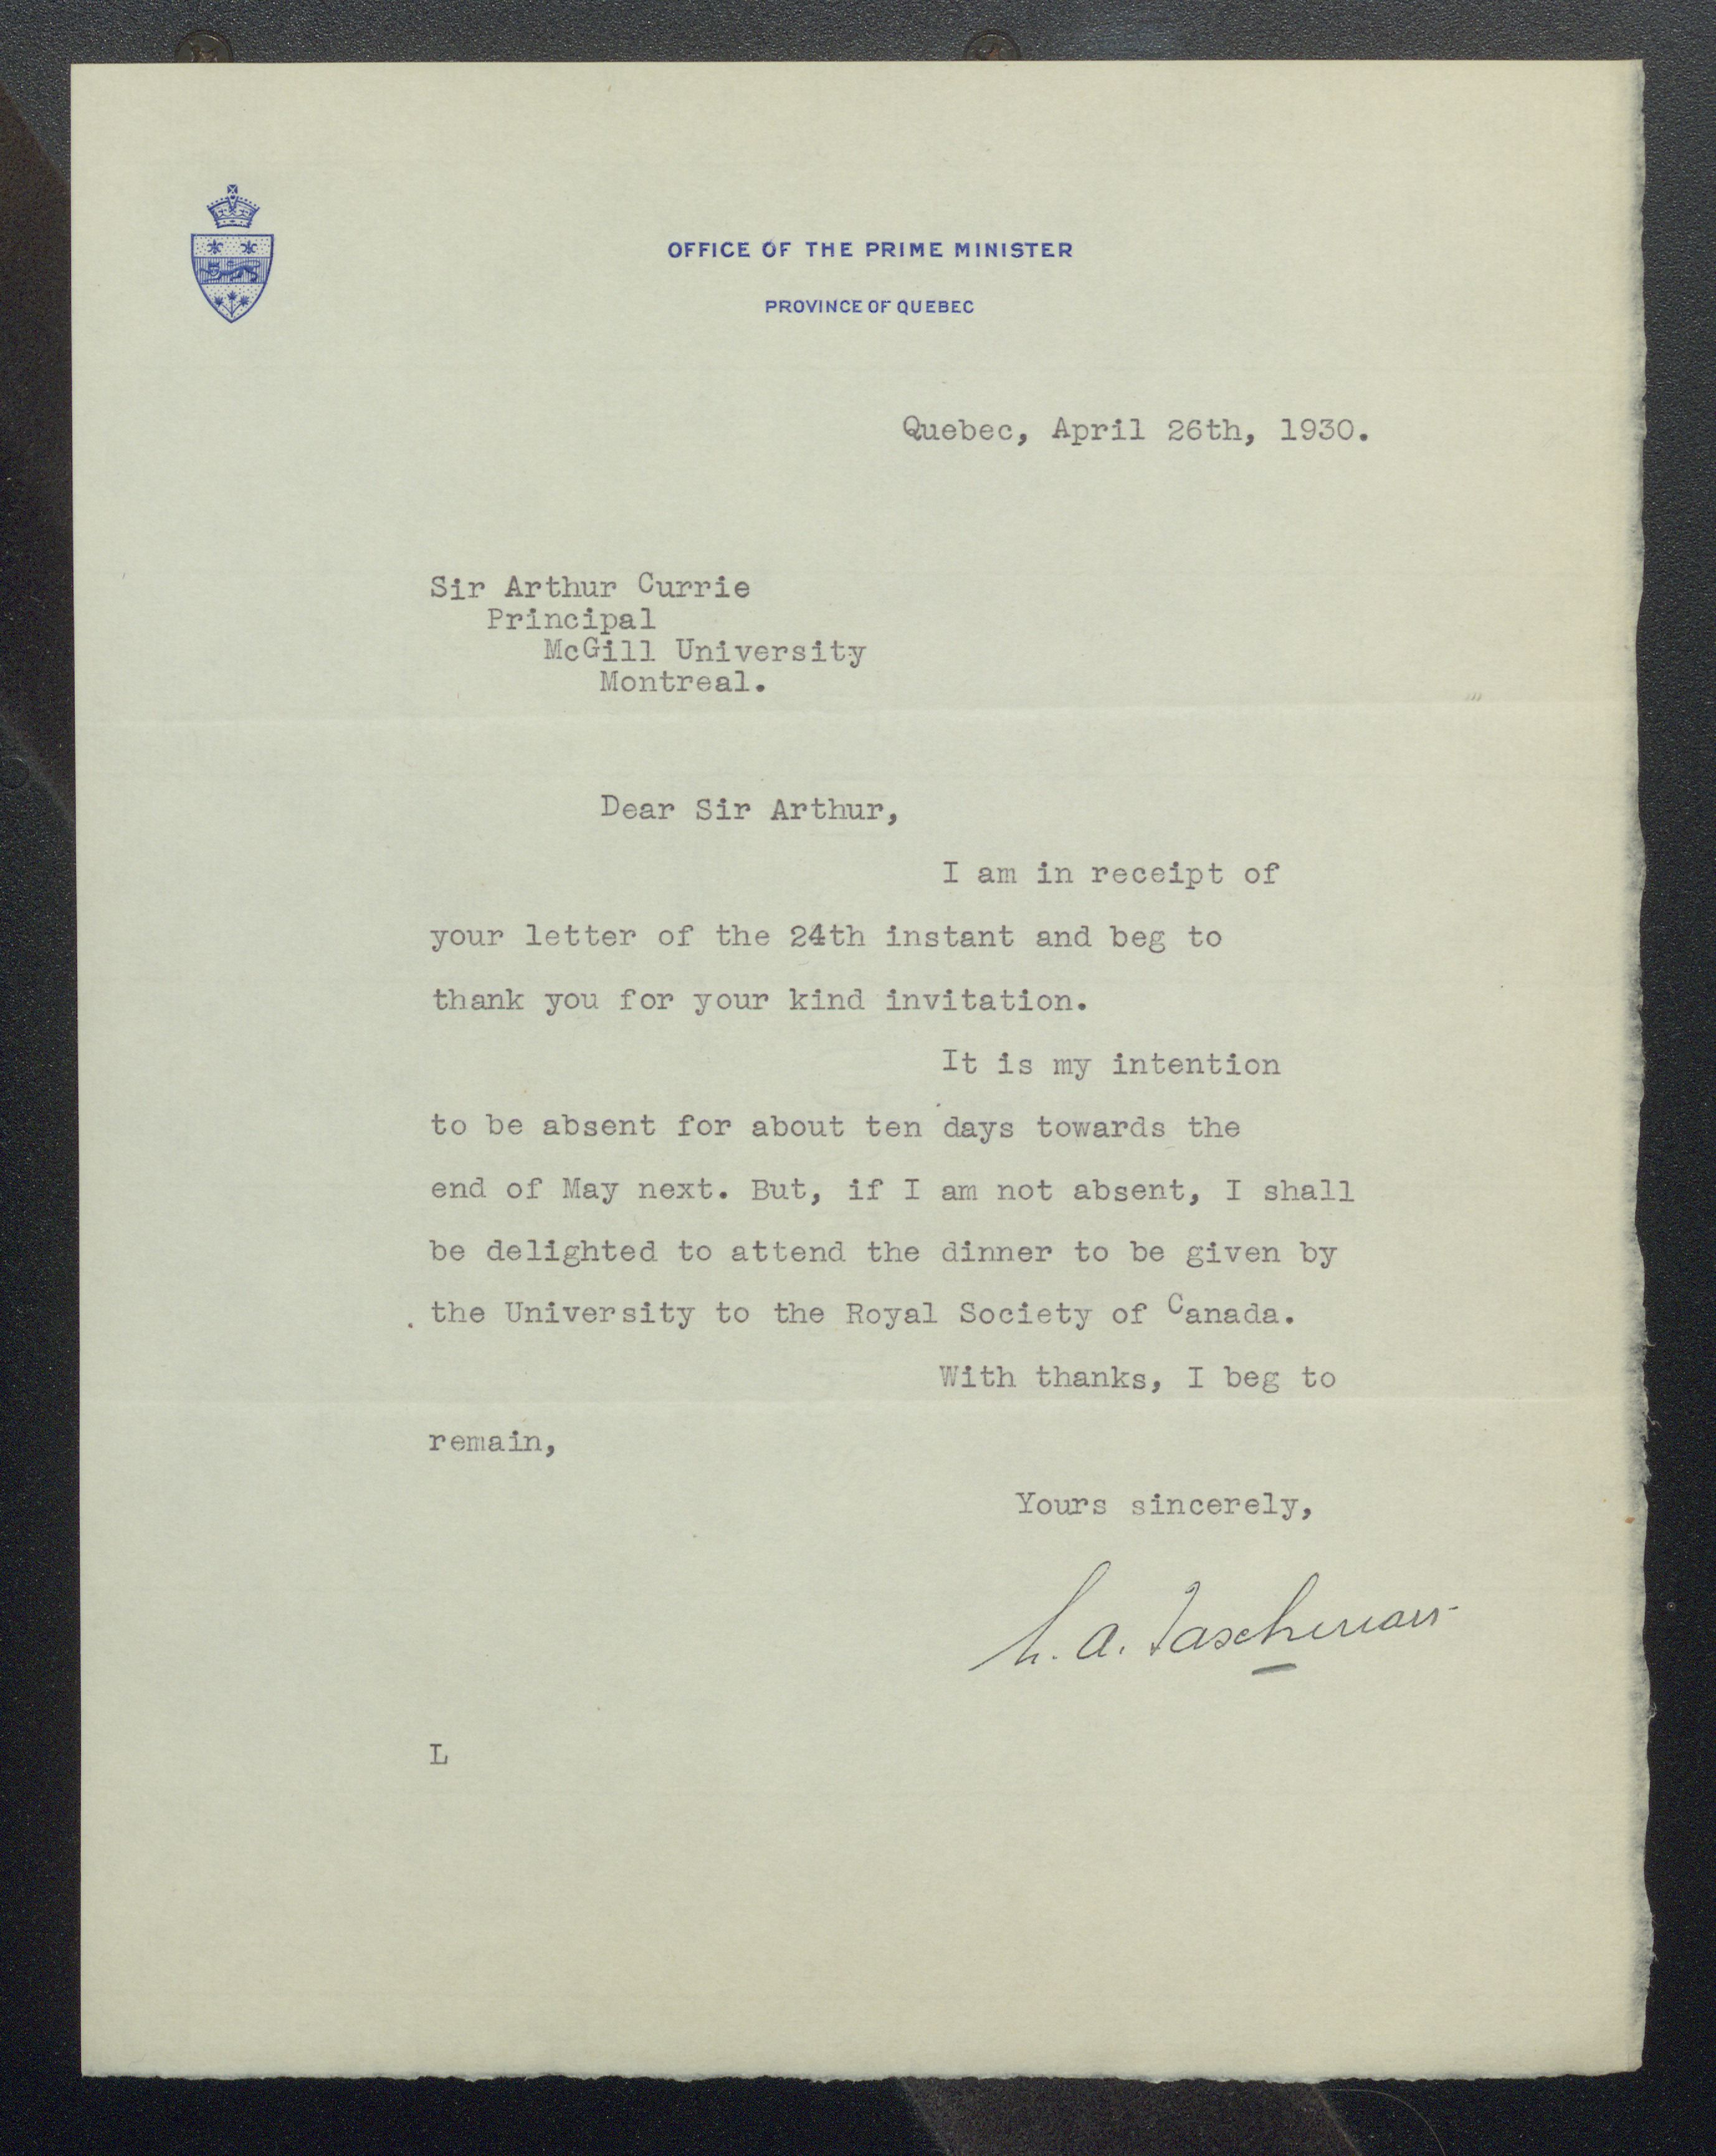 OFFICE OF THE PRIME MINISTER
PROVINCE OF QUEBEC
Quebec, April 26th, 1930.
Sir Arthur Currie
Principal
McGill University
Montreal.
Dear Sir Arthur,
I am in receipt of
your letter of the 24th instant and beg to
thank you for your kind invitation.
It is my intention
to be absent for about ten days towards the
end of May next. But, if I am not absent, I shall
be delighted to attend the dinner to be given by
the University to the Royal Society of Canada.
With thanks, I beg to
remain,
Yours sincerely,
L. A. Taschereau
L